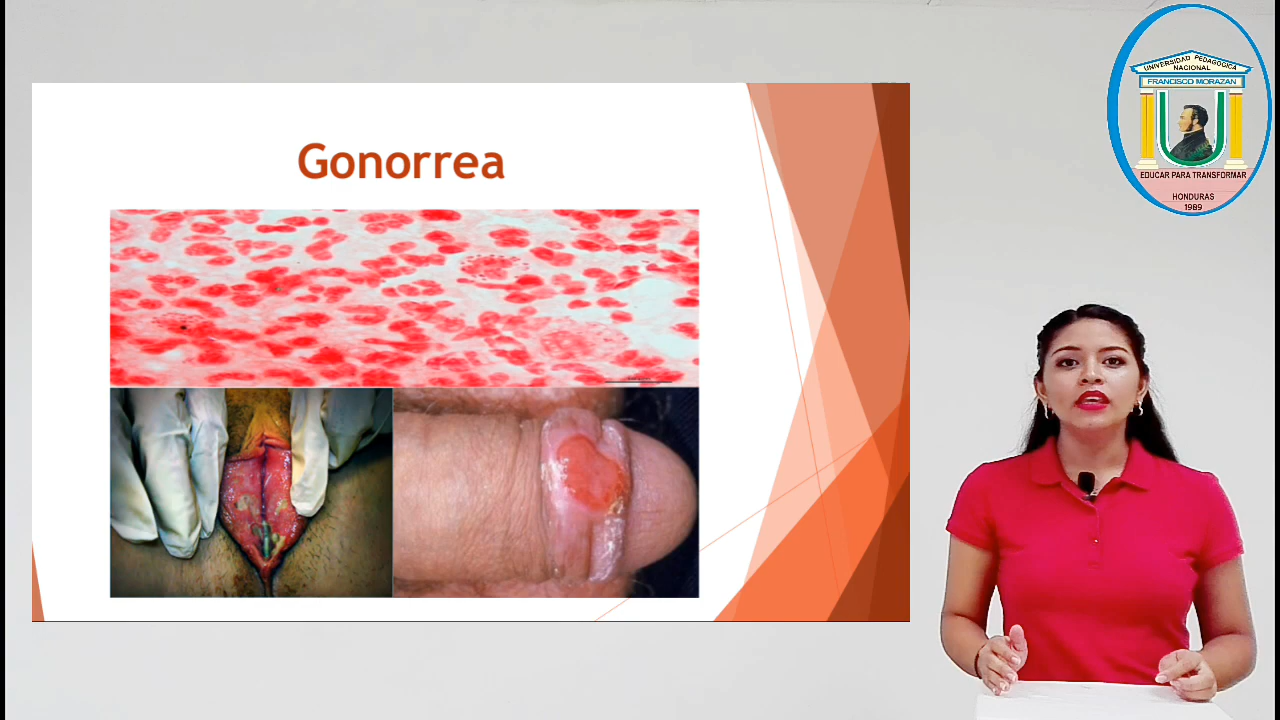 Gonorrea
UNIVERSIDAD PEDAGOGICA
NACIONAL
FRANCISCO MORAZAN
EDUCAR PARA TRANSFORMAR
HONDURAS
1989